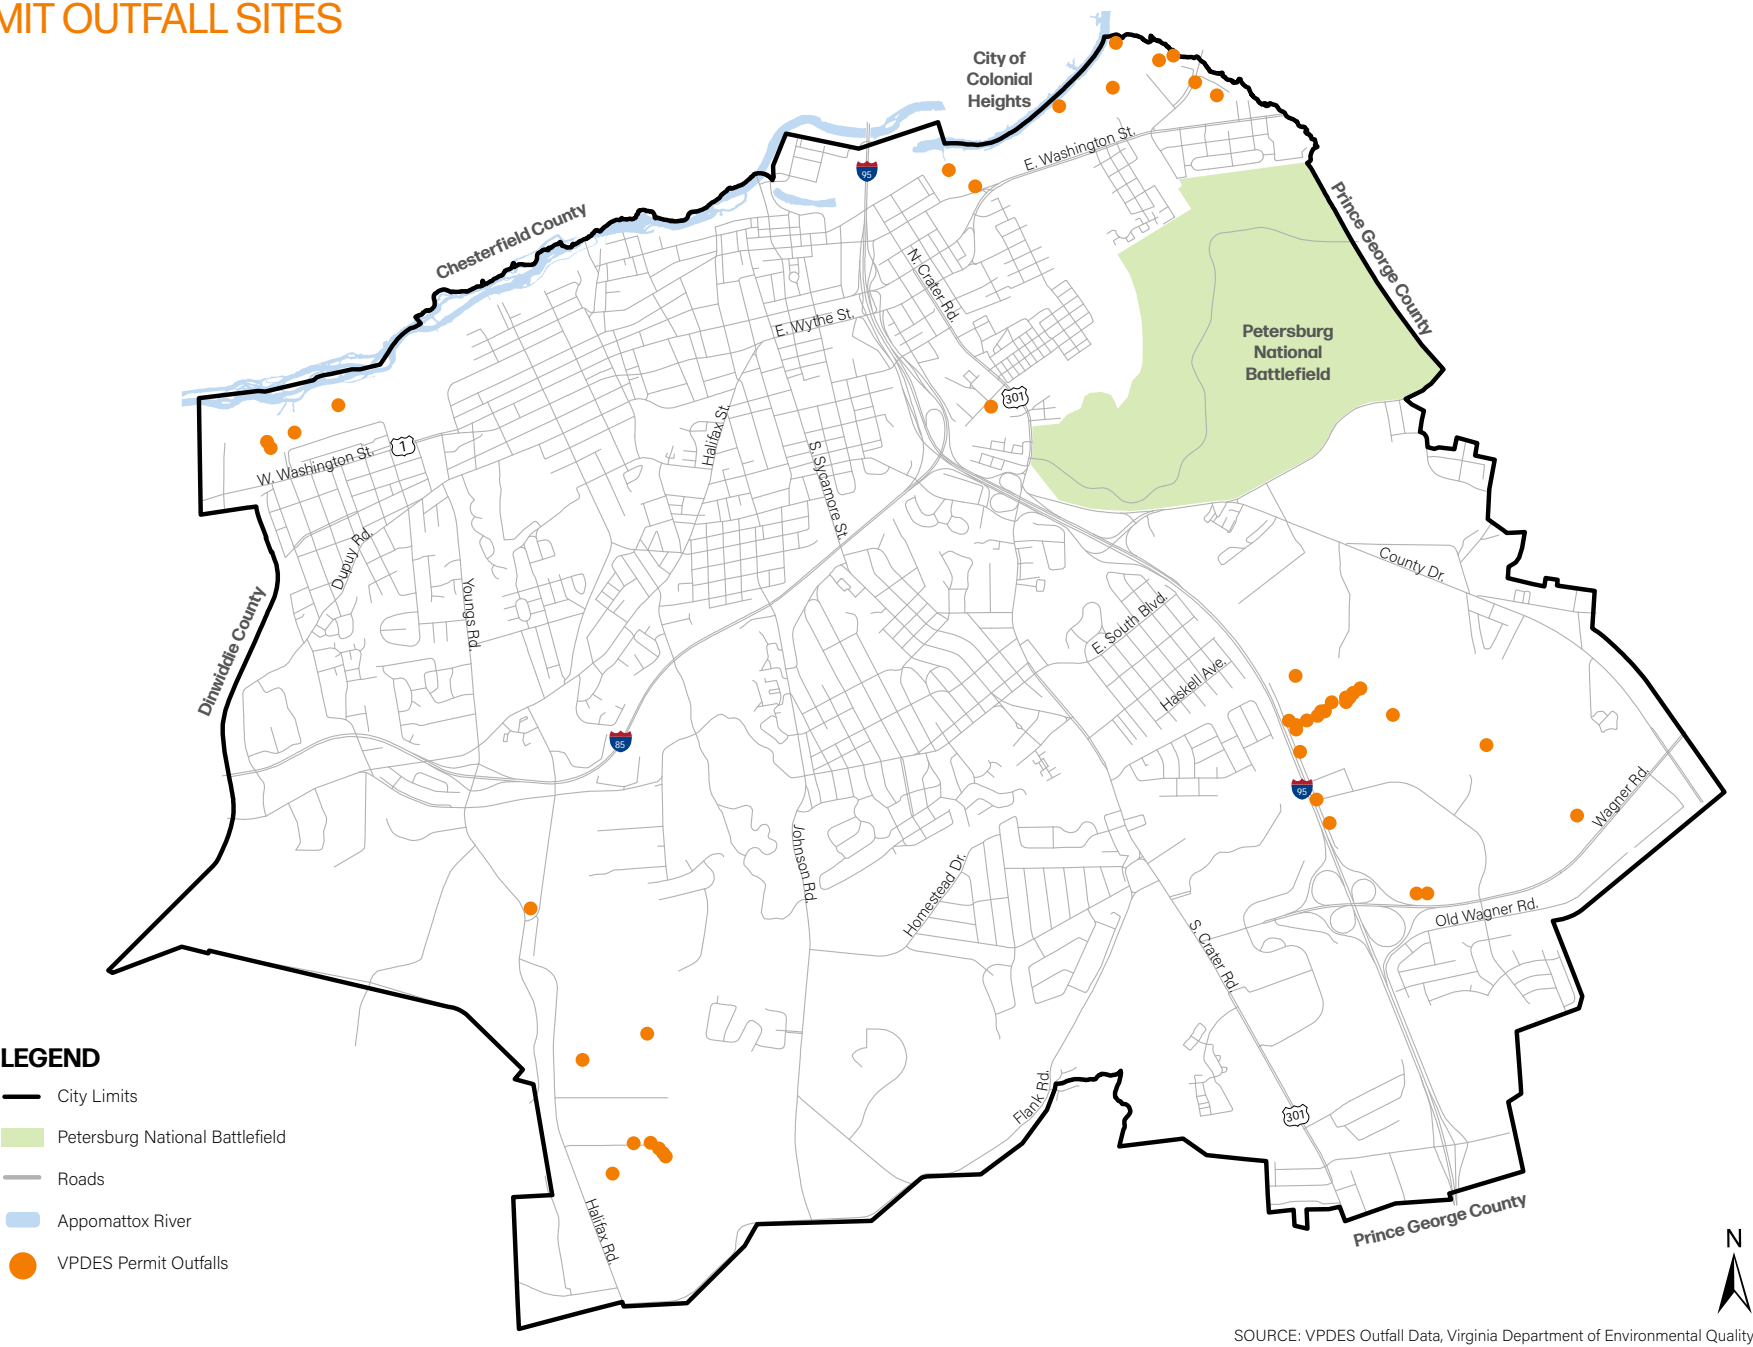 MIT OUTFALL SITES
City of
Colonial
Heights
E. Washington St.
95
Chesterfield County
Prince George County
N. Crater Rd.
E. Wythe St.
Petersburg
National
Battlefield
301
Halifax St.
1
W. Washington St.
S. Sycamore St.
Dupuy Rd.
County Dr.
Youngs Rd.
Dinwiddie County
E. South Blvd.
Haskell Ave.
85
95
Wagner Rd.
Johnson Rd.
Homestead Dr.
Old Wagner Rd.
S. Crater Rd.
Flank Rd.
301
Halifax Rd.
Prince George County
LEGEND
City Limits
Petersburg National Battlefield
Roads
Appomattox River
VPDES Permit Outfalls
N
SOURCE: VPDES Outfall Data, Virginia Department of Environmental Quality